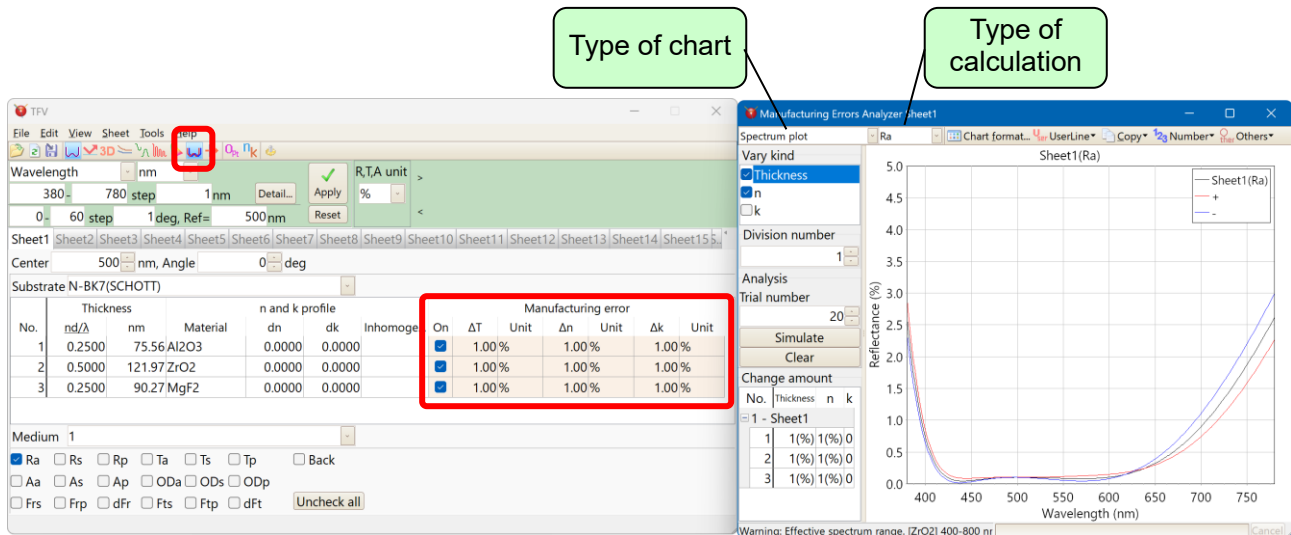 Type of chart
Type of
calculation
TFV
File Edit View Sheet Tools Help
3D
Wavelength nm
Apply
R,T,A unit >
380 - 780 step 1 nm Detail... %
0 - 60 step 1 deg, Ref= 500 nm Reset <
Sheet1 Sheet2 Sheet3 Sheet4 Sheet5 Sheet6 Sheet7 Sheet8 Sheet9 Sheet10 Sheet11 Sheet12 Sheet13 Sheet14 Sheet15
Center 500 nm, Angle 0 deg
Substrate N-BK7(SCHOTT)
Thickness n and k profile Manufacturing error
No. nd/λ nm Material dn dk Inhomoge. On ΔT Unit Δn Unit Δk Unit
1 0.2500 75.56 Al2O3 0.0000 0.0000 1.00 % 1.00 % 1.00 %
2 0.5000 121.97 ZrO2 0.0000 0.0000 1.00 % 1.00 % 1.00 %
3 0.2500 90.27 MgF2 0.0000 0.0000 1.00 % 1.00 % 1.00 %
Medium 1
Ra Rs Rp Ta Ts Tp Back
Aa As Ap ODa ODs ODp
Frs Frp dFr Fts Ftp dFt Uncheck all
Manufacturing Errors Analyzer Sheet1
Spectrum plot Ra Chart format... UserLine Copy 123 Number Others
Vary kind
Thickness
n
k
Division number
1
Analysis
Trial number
20
Simulate
Clear
Change amount
No. Thickness n k
1 - Sheet1
1 1(%) 1(%) 0
2 1(%) 1(%) 0
3 1(%) 1(%) 0
Sheet1(Ra)
Sheet1(Ra)
+
-
Reflectance (%)
5.0
4.5
4.0
3.5
3.0
2.5
2.0
1.5
1.0
0.5
0.0
400 450 500 550 600 650 700 750
Wavelength (nm)
Warning: Effective spectrum range. [ZrO2] 400-800 nr Cancel